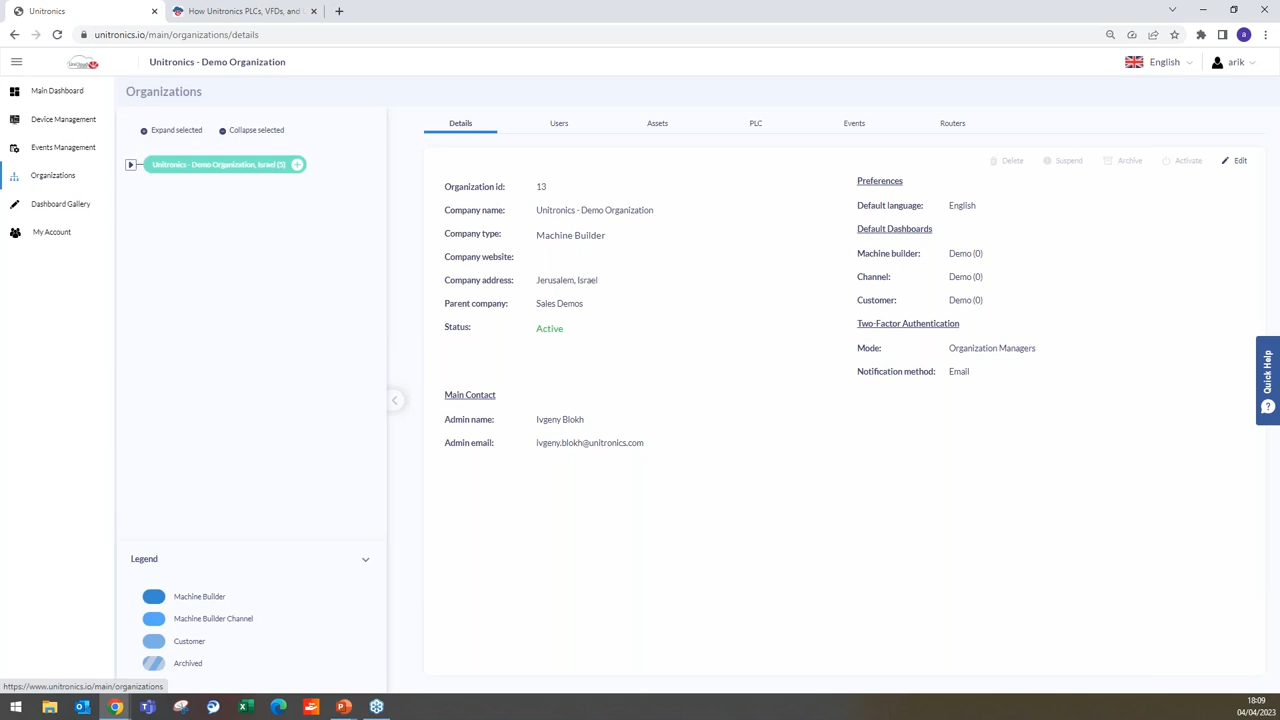 Unitronics
How Unitronics PLCs, VFDs, and
unitronics.io/main/organizations/details
a
Unitronics - Demo Organization
English
arik
Main Dashboard
Device Management
Events Management
Organizations
Dashboard Gallery
My Account
Organizations
Expand selected
Collapse selected
Unitronics - Demo Organization, Israel (5)
Legend
Machine Builder
Machine Builder Channel
Customer
Archived
Details
Users
Assets
PLC
Events
Routers
Delete
Suspend
Archive
Activate
Edit
Organization id: 13
Company name: Unitronics - Demo Organization
Company type: Machine Builder
Company website:
Company address: Jerusalem, Israel
Parent company: Sales Demos
Status: Active
Main Contact
Admin name: Ivgeny Blokh
Admin email: ivgeny.blokh@unitronics.com
Preferences
Default language: English
Default Dashboards
Machine builder: Demo (0)
Channel: Demo (0)
Customer: Demo (0)
Two-Factor Authentication
Mode: Organization Managers
Notification method: Email
Quick Help
https://www.unitronics.io/main/organizations
18:09
04/04/2023